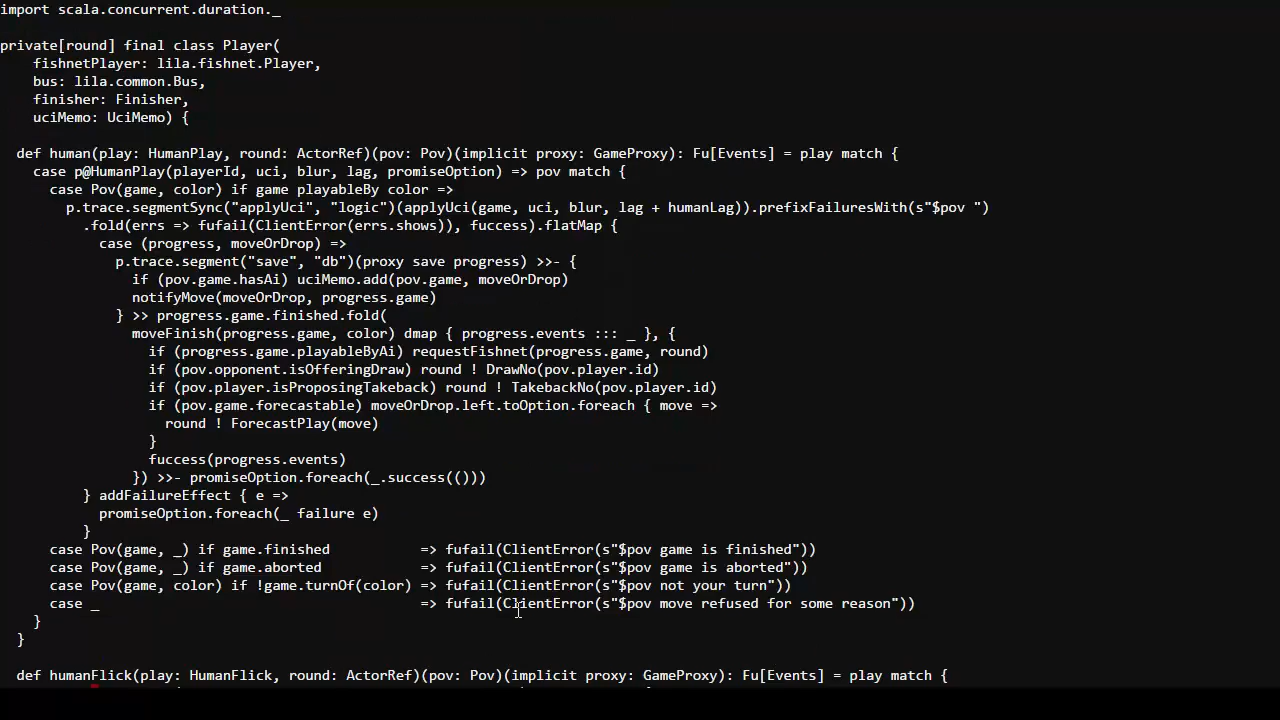 import scala.concurrent.duration._
private[round] final class Player(
fishnetPlayer: lila.fishnet.Player,
bus: lila.common.Bus,
finisher: Finisher,
uciMemo: UciMemo) {
def human(play: HumanPlay, round: ActorRef)(pov: Pov)(implicit proxy: GameProxy): Fu[Events] = play match {
case p@HumanPlay(playerId, uci, blur, lag, promiseOption) => pov match {
case Pov(game, color) if game playableBy color =>
p.trace.segmentSync("applyUci", "logic")(applyUci(game, uci, blur, lag + humanLag)).prefixFailuresWith(s"$pov ")
.fold(errs => fufail(ClientError(errs.shows)), fuccess).flatMap {
case (progress, moveOrDrop) =>
p.trace.segment("save", "db")(proxy save progress) >>- {
if (pov.game.hasAi) uciMemo.add(pov.game, moveOrDrop)
notifyMove(moveOrDrop, progress.game)
} >> progress.game.finished.fold(
moveFinish(progress.game, color) dmap { progress.events ::: _ }, {
if (progress.game.playableByAi) requestFishnet(progress.game, round)
if (pov.opponent.isOfferingDraw) round ! DrawNo(pov.player.id)
if (pov.player.isProposingTakeback) round ! TakebackNo(pov.player.id)
if (pov.game.forecastable) moveOrDrop.left.toOption.foreach { move =>
round ! ForecastPlay(move)
}
fuccess(progress.events)
}) >>- promiseOption.foreach(_.success(()))
} addFailureEffect { e =>
promiseOption.foreach(_ failure e)
}
case Pov(game, _) if game.finished => fufail(ClientError(s"$pov game is finished"))
case Pov(game, _) if game.aborted => fufail(ClientError(s"$pov game is aborted"))
case Pov(game, color) if !game.turnOf(color) => fufail(ClientError(s"$pov not your turn"))
case _ => fufail(ClientError(s"$pov move refused for some reason"))
}
}
def humanFlick(play: HumanFlick, round: ActorRef)(pov: Pov)(implicit proxy: GameProxy): Fu[Events] = play match {